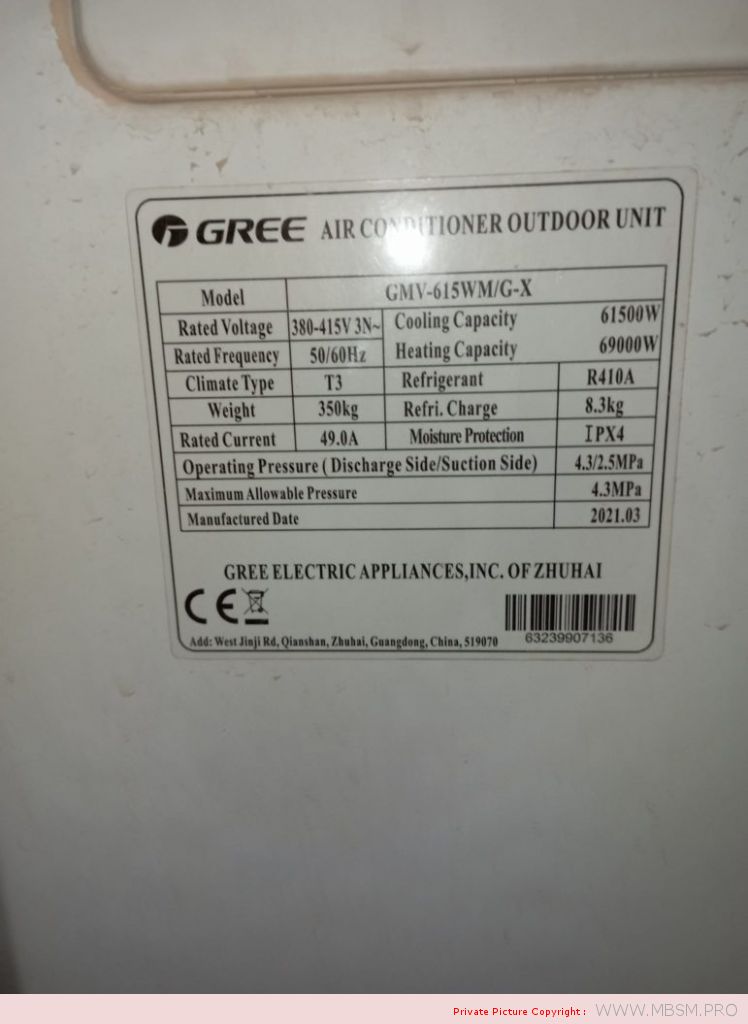 GREE AIR CONDITIONER OUTDOOR UNIT
Model GMV-615WM/G-X
Rated Voltage 380-415V 3N~ Cooling Capacity 61500W
Rated Frequency 50/60Hz Heating Capacity 69000W
Climate Type T3 Refrigerant R410A
Weight 350kg Refri. Charge 8.3kg
Rated Current 49.0A Moisture Protection IPX4
Operating Pressure ( Discharge Side/Suction Side) 4.3/2.5MPa
Maximum Allowable Pressure 4.3MPa
Manufactured Date 2021.03
GREE ELECTRIC APPLIANCES,INC. OF ZHUHAI
CE
63239907136
Add: West Jinji Rd, Qianshan, Zhuhai, Guangdong, China, 519070
Private Picture Copyright : WWW.MBSM.PRO